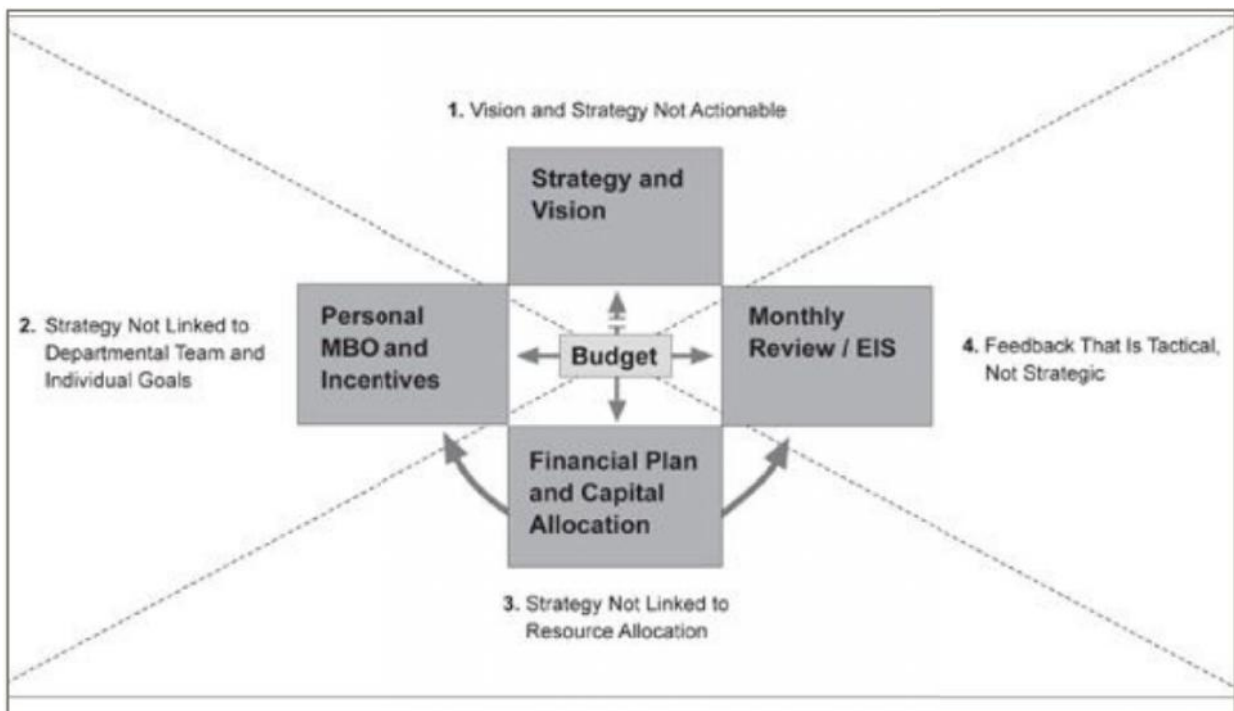 1. Vision and Strategy Not Actionable
Strategy and
Vision
2. Strategy Not Linked to
Departmental Team and
Individual Goals
Personal
MBO and
Incentives
Budget
Monthly
Review / EIS
4. Feedback That Is Tactical,
Not Strategic
Financial Plan
and Capital
Allocation
3. Strategy Not Linked to
Resource Allocation